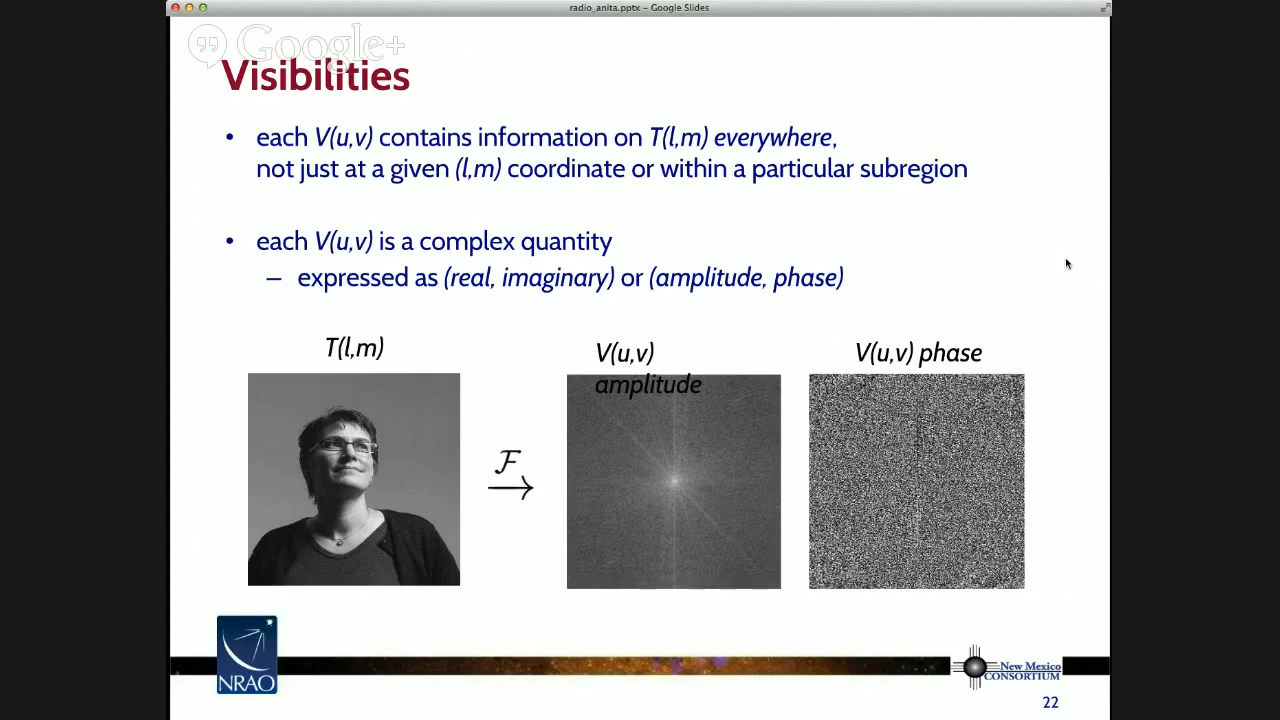 radio_anita.pptx – Google Slides
Google+
Visibilities
• each V(u,v) contains information on T(l,m) everywhere,
not just at a given (l,m) coordinate or within a particular subregion
• each V(u,v) is a complex quantity
– expressed as (real, imaginary) or (amplitude, phase)
T(l,m)
V(u,v)
amplitude
V(u,v) phase
ℱ
→
NRAO
New Mexico
CONSORTIUM
22